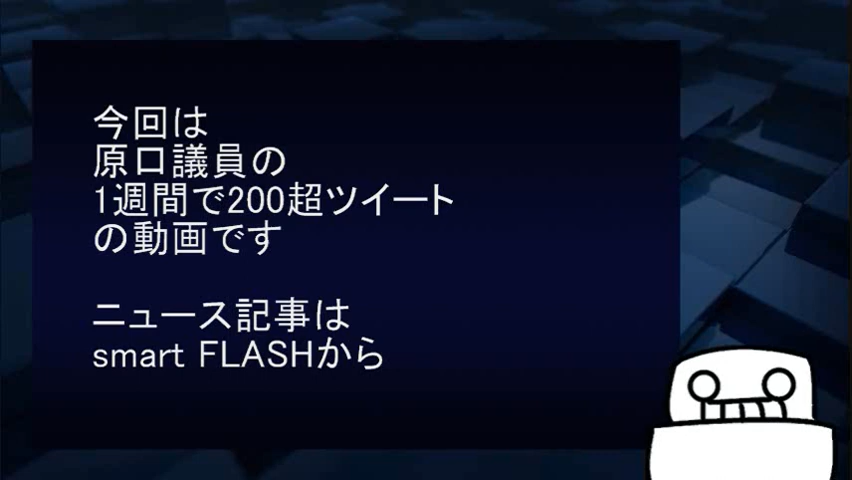 今回は
原口議員の
1週間で200超ツイート
の動画です
ニュース記事は
smart FLASHから